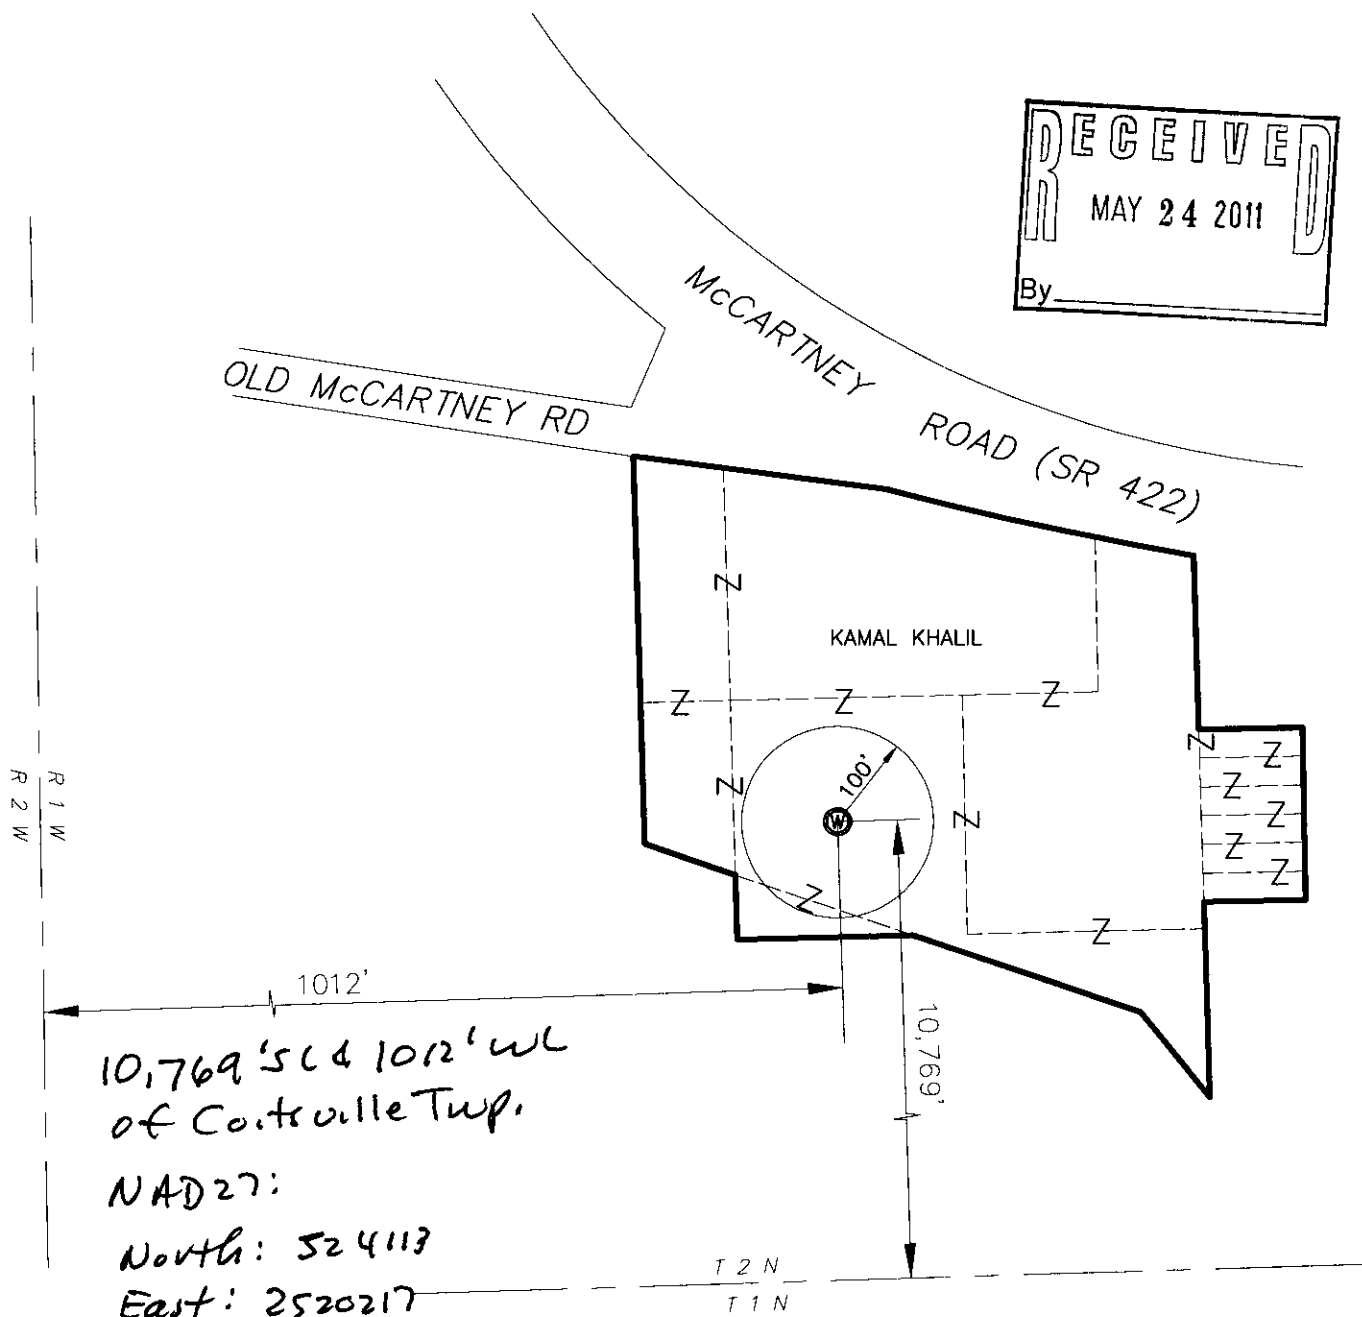 RECEIVED
MAY 24 2011
By
McCARTNEY ROAD (SR 422)
OLD McCARTNEY RD
Z
KAMAL KHALIL
Z Z Z
Z Z
Z
100'
Z
Z
Z
W
Z
Z
Z
Z
Z
R 2 W
R 1 W
1012'
10,769'
10,769'SL & 1012'WL
of Coitsville Twp.
NAD27:
North: 524113
East: 2520217
T 2 N
T 1 N